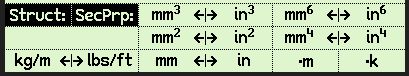 Struct: SecPrp: mm³ ↔ in³ mm⁶ ↔ in⁶
mm² ↔ in² mm⁴ ↔ in⁴
kg/m ↔ lbs/ft mm ↔ in ·m ·k